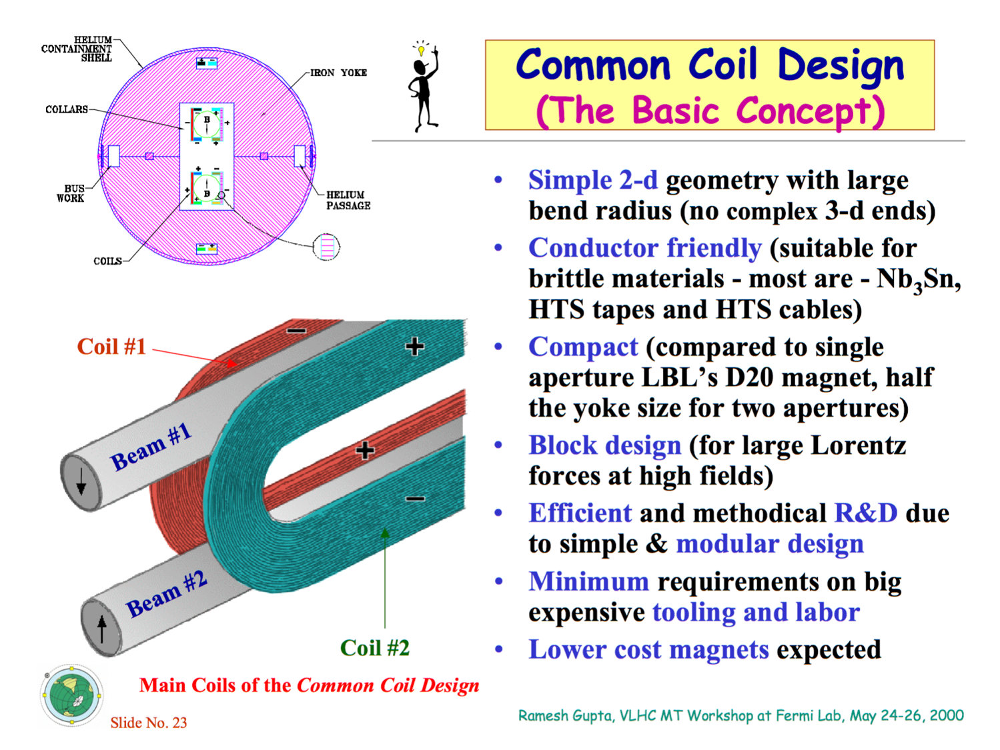 Common Coil Design
(The Basic Concept)
HELIUM
CONTAINMENT
SHELL
IRON YOKE
COLLARS
B
- + + -
- +
- +
B
+ -
+ -
+
- +
BUS
WORK
HELIUM
PASSAGE
COILS
Coil #1
-
+
Beam #1
+
-
Beam #2
Coil #2
Main Coils of the Common Coil Design
• Simple 2-d geometry with large
bend radius (no complex 3-d ends)
• Conductor friendly (suitable for
brittle materials - most are - Nb₃Sn,
HTS tapes and HTS cables)
• Compact (compared to single
aperture LBL's D20 magnet, half
the yoke size for two apertures)
• Block design (for large Lorentz
forces at high fields)
• Efficient and methodical R&D due
to simple & modular design
• Minimum requirements on big
expensive tooling and labor
• Lower cost magnets expected
Slide No. 23
Ramesh Gupta, VLHC MT Workshop at Fermi Lab, May 24-26, 2000